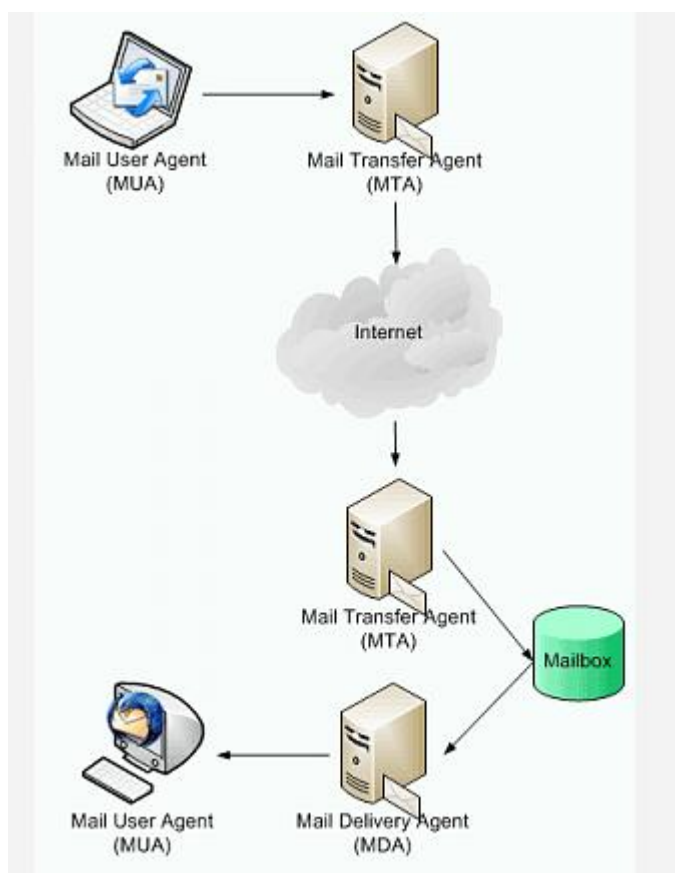 Mail User Agent
(MUA)
Mail Transfer Agent
(MTA)
Internet
Mail Transfer Agent
(MTA)
Mailbox
Mail User Agent
(MUA)
Mail Delivery Agent
(MDA)